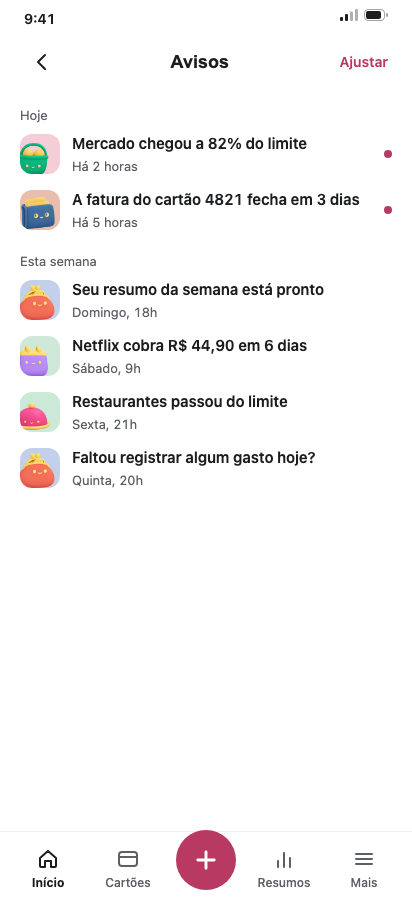 9:41
Avisos
Ajustar
Hoje
Mercado chegou a 82% do limite
Há 2 horas
A fatura do cartão 4821 fecha em 3 dias
Há 5 horas
Esta semana
Seu resumo da semana está pronto
Domingo, 18h
Netflix cobra R$ 44,90 em 6 dias
Sábado, 9h
Restaurantes passou do limite
Sexta, 21h
Faltou registrar algum gasto hoje?
Quinta, 20h
Início
Cartões
Resumos
Mais